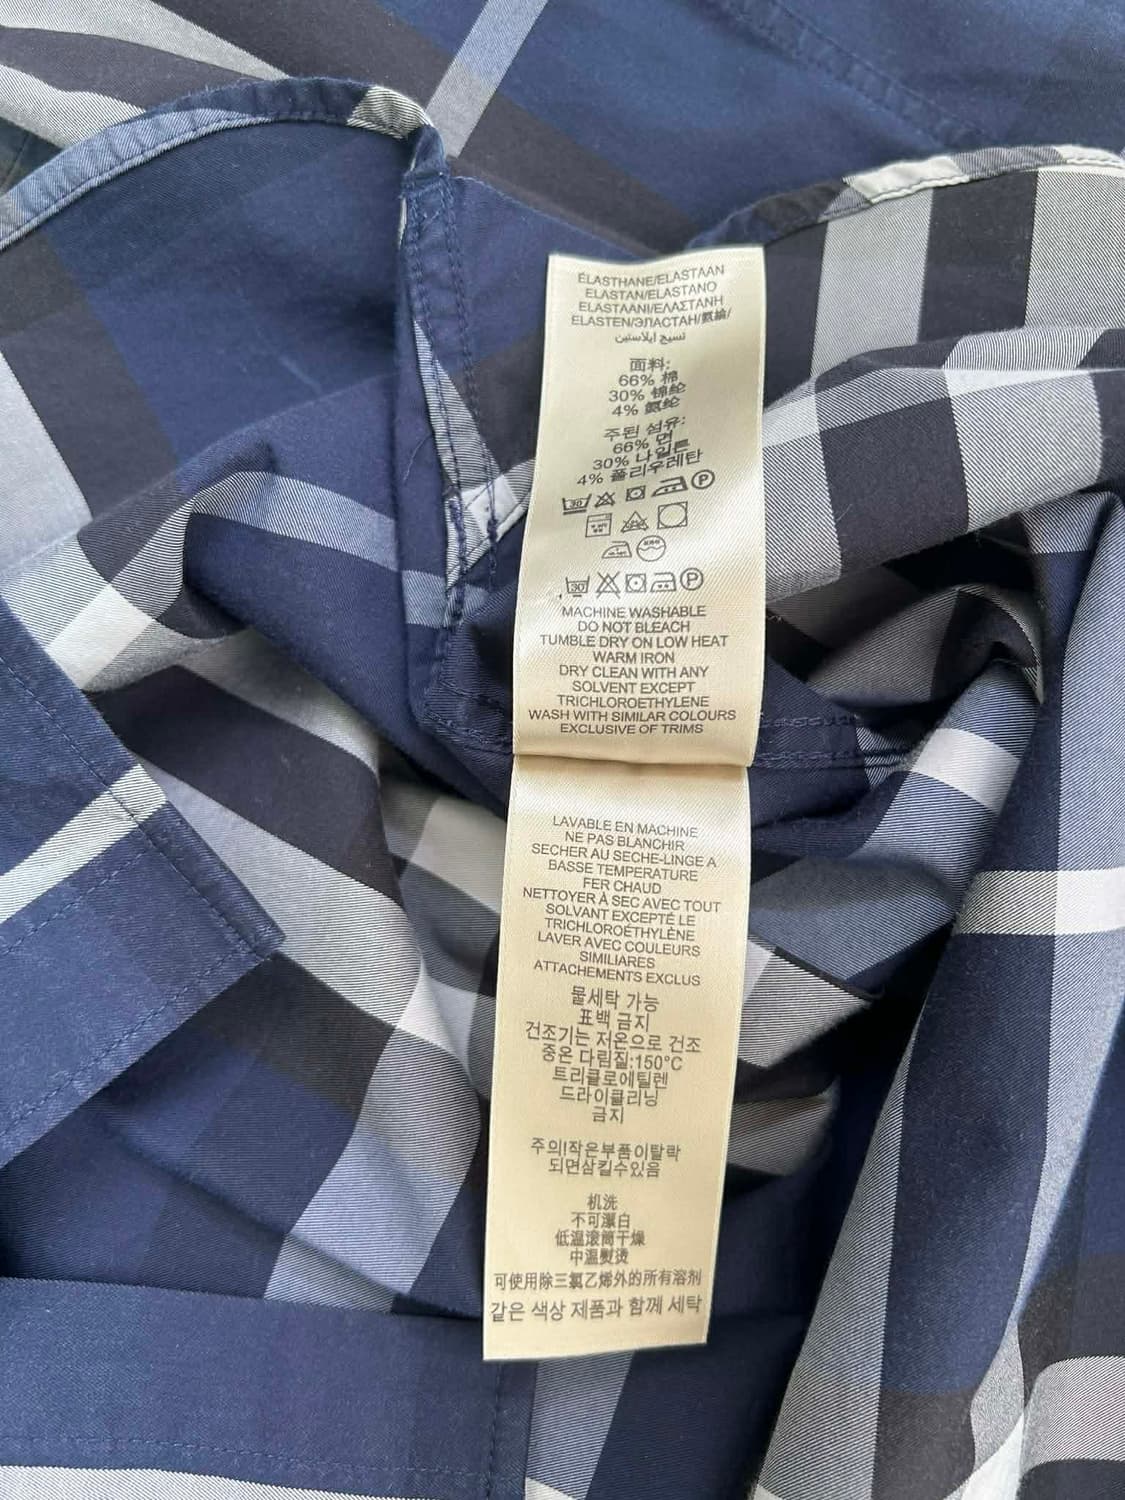 ÉLASTHANE/ELASTAAN
ELASTAN/ELASTANO
ELASTAANI/ΕΛΑΣΤΑΝΗ
ELASTEN/ЭЛАСТАН/氨綸/
نسيج ايلاستين
面料:
66% 棉
30% 锦纶
4% 氨纶
주된 섬유:
66% 면
30% 나일론
4% 폴리우레탄
30 P
30 P
MACHINE WASHABLE
DO NOT BLEACH
TUMBLE DRY ON LOW HEAT
WARM IRON
DRY CLEAN WITH ANY
SOLVENT EXCEPT
TRICHLOROETHYLENE
WASH WITH SIMILAR COLOURS
EXCLUSIVE OF TRIMS
LAVABLE EN MACHINE
NE PAS BLANCHIR
SECHER AU SECHE-LINGE A
BASSE TEMPERATURE
FER CHAUD
NETTOYER À SEC AVEC TOUT
SOLVANT EXCEPTÉ LE
TRICHLOROÉTHYLÈNE
LAVER AVEC COULEURS
SIMILIARES
ATTACHEMENTS EXCLUS
물세탁 가능
표백 금지
건조기는 저온으로 건조
중온 다림질:150°C
트리클로에틸렌
드라이클리닝
금지
주의!작은부품이탈락
되면삼킬수있음
机洗
不可漂白
低温滚筒干燥
中温熨烫
可使用除三氯乙烯外的所有溶剂
같은 색상 제품과 함께 세탁